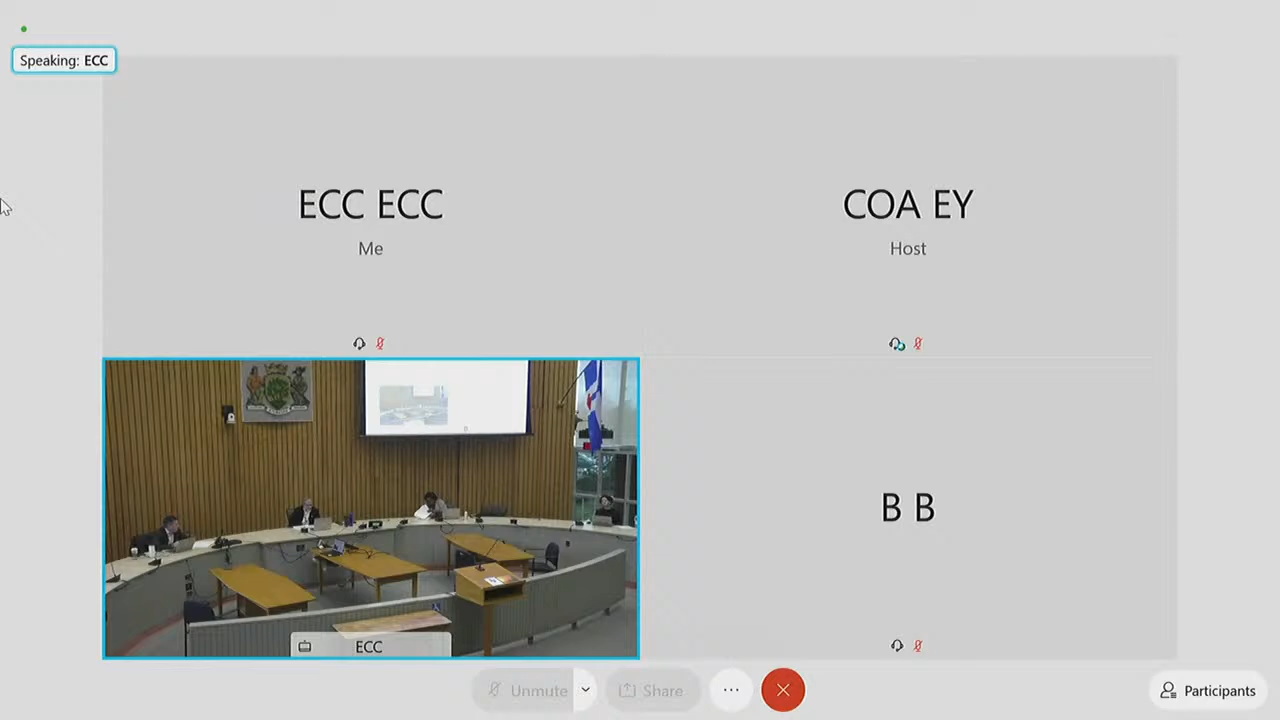 Speaking: ECC
ECC ECC
Me
COA EY
Host
ECC
B B
Unmute
Share
Participants